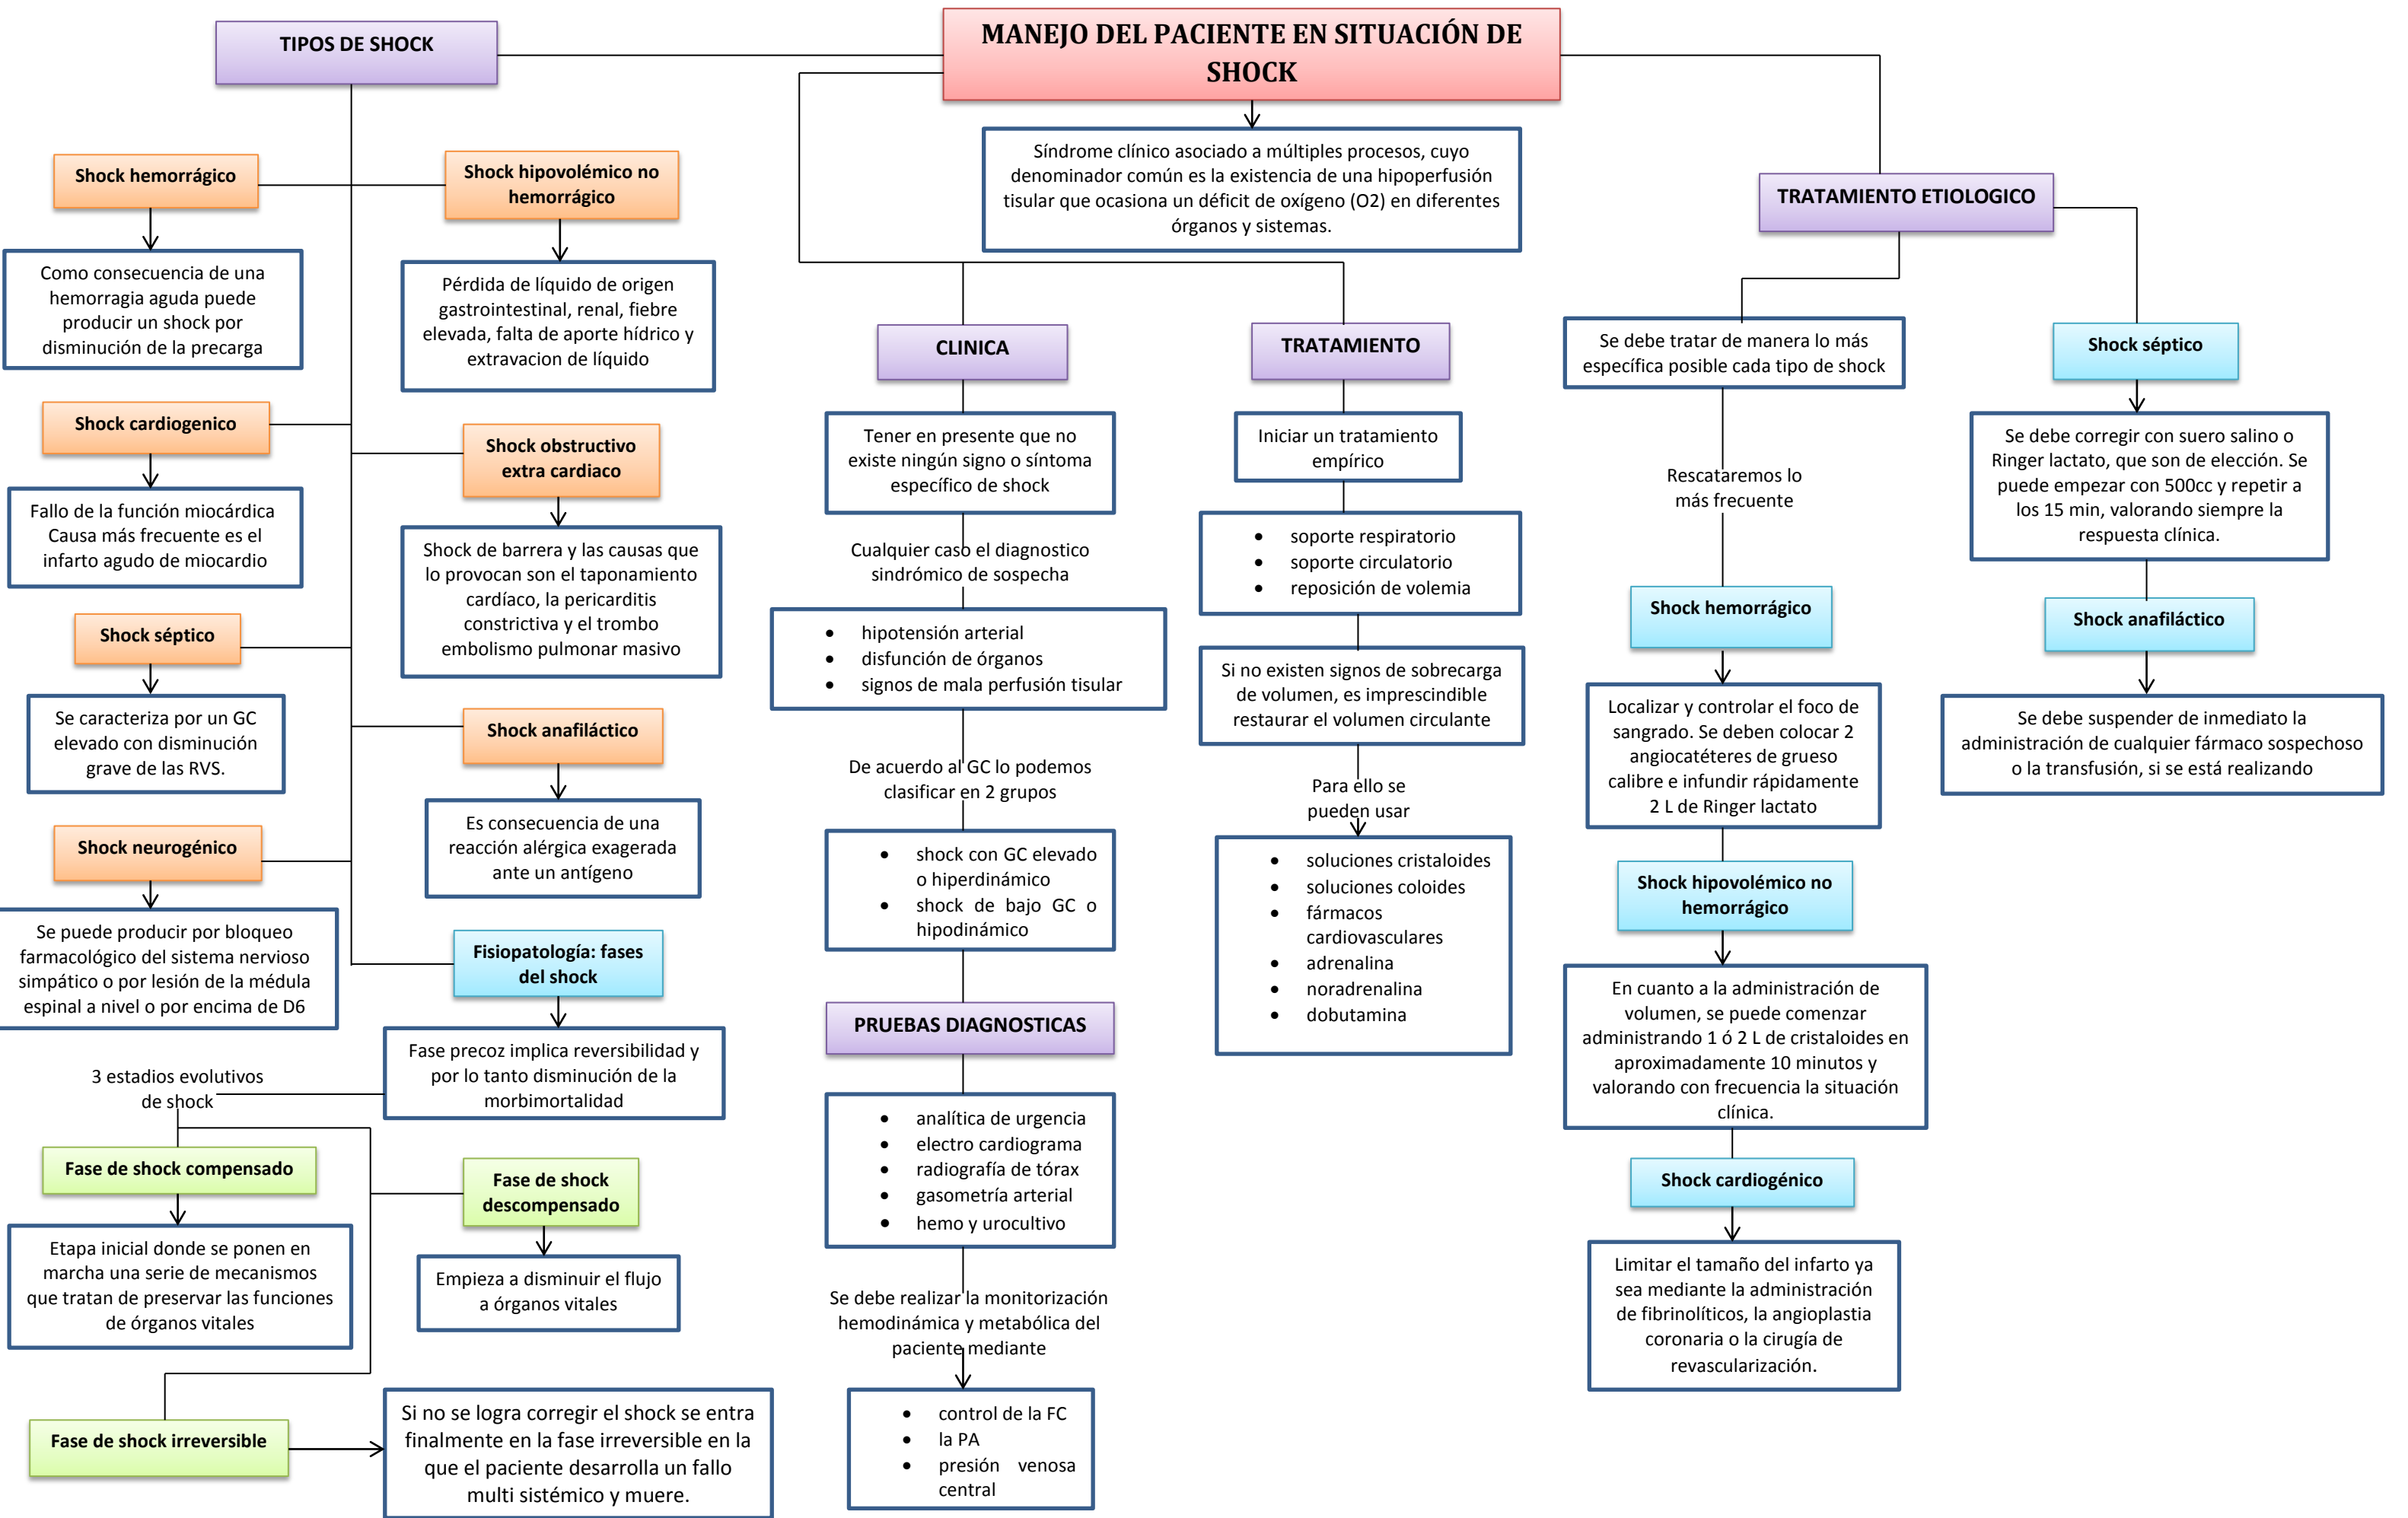 MANEJO DEL PACIENTE EN SITUACIÓN DE
SHOCK
Síndrome clínico asociado a múltiples procesos, cuyo
denominador común es la existencia de una hipoperfusión
tisular que ocasiona un déficit de oxígeno (O2) en diferentes
órganos y sistemas.
TIPOS DE SHOCK
Shock hemorrágico
Como consecuencia de una
hemorragia aguda puede
producir un shock por
disminución de la precarga
Shock hipovolémico no
hemorrágico
Pérdida de líquido de origen
gastrointestinal, renal, fiebre
elevada, falta de aporte hídrico y
extravacion de líquido
Shock cardiogenico
Fallo de la función miocárdica
Causa más frecuente es el
infarto agudo de miocardio
Shock obstructivo
extra cardiaco
Shock de barrera y las causas que
lo provocan son el taponamiento
cardíaco, la pericarditis
constrictiva y el trombo
embolismo pulmonar masivo
Shock séptico
Se caracteriza por un GC
elevado con disminución
grave de las RVS.
Shock anafiláctico
Es consecuencia de una
reacción alérgica exagerada
ante un antígeno
Shock neurogénico
Se puede producir por bloqueo
farmacológico del sistema nervioso
simpático o por lesión de la médula
espinal a nivel o por encima de D6
Fisiopatología: fases
del shock
Fase precoz implica reversibilidad y
por lo tanto disminución de la
morbimortalidad
3 estadios evolutivos
de shock
Fase de shock compensado
Etapa inicial donde se ponen en
marcha una serie de mecanismos
que tratan de preservar las funciones
de órganos vitales
Fase de shock
descompensado
Empieza a disminuir el flujo
a órganos vitales
Fase de shock irreversible
Si no se logra corregir el shock se entra
finalmente en la fase irreversible en la
que el paciente desarrolla un fallo
multi sistémico y muere.
CLINICA
Tener en presente que no
existe ningún signo o síntoma
específico de shock
Cualquier caso el diagnostico
sindrómico de sospecha
• hipotensión arterial
• disfunción de órganos
• signos de mala perfusión tisular
De acuerdo al GC lo podemos
clasificar en 2 grupos
• shock con GC elevado
o hiperdinámico
• shock de bajo GC o
hipodinámico
PRUEBAS DIAGNOSTICAS
• analítica de urgencia
• electro cardiograma
• radiografía de tórax
• gasometría arterial
• hemo y urocultivo
Se debe realizar la monitorización
hemodinámica y metabólica del
paciente mediante
• control de la FC
• la PA
• presión venosa
central
TRATAMIENTO
Iniciar un tratamiento
empírico
• soporte respiratorio
• soporte circulatorio
• reposición de volemia
Si no existen signos de sobrecarga
de volumen, es imprescindible
restaurar el volumen circulante
Para ello se
pueden usar
• soluciones cristaloides
• soluciones coloides
• fármacos
cardiovasculares
• adrenalina
• noradrenalina
• dobutamina
TRATAMIENTO ETIOLOGICO
Se debe tratar de manera lo más
específica posible cada tipo de shock
Rescataremos lo
más frecuente
Shock hemorrágico
Localizar y controlar el foco de
sangrado. Se deben colocar 2
angiocatéteres de grueso
calibre e infundir rápidamente
2 L de Ringer lactato
Shock hipovolémico no
hemorrágico
En cuanto a la administración de
volumen, se puede comenzar
administrando 1 ó 2 L de cristaloides en
aproximadamente 10 minutos y
valorando con frecuencia la situación
clínica.
Shock cardiogénico
Limitar el tamaño del infarto ya
sea mediante la administración
de fibrinolíticos, la angioplastia
coronaria o la cirugía de
revascularización.
Shock séptico
Se debe corregir con suero salino o
Ringer lactato, que son de elección. Se
puede empezar con 500cc y repetir a
los 15 min, valorando siempre la
respuesta clínica.
Shock anafiláctico
Se debe suspender de inmediato la
administración de cualquier fármaco sospechoso
o la transfusión, si se está realizando